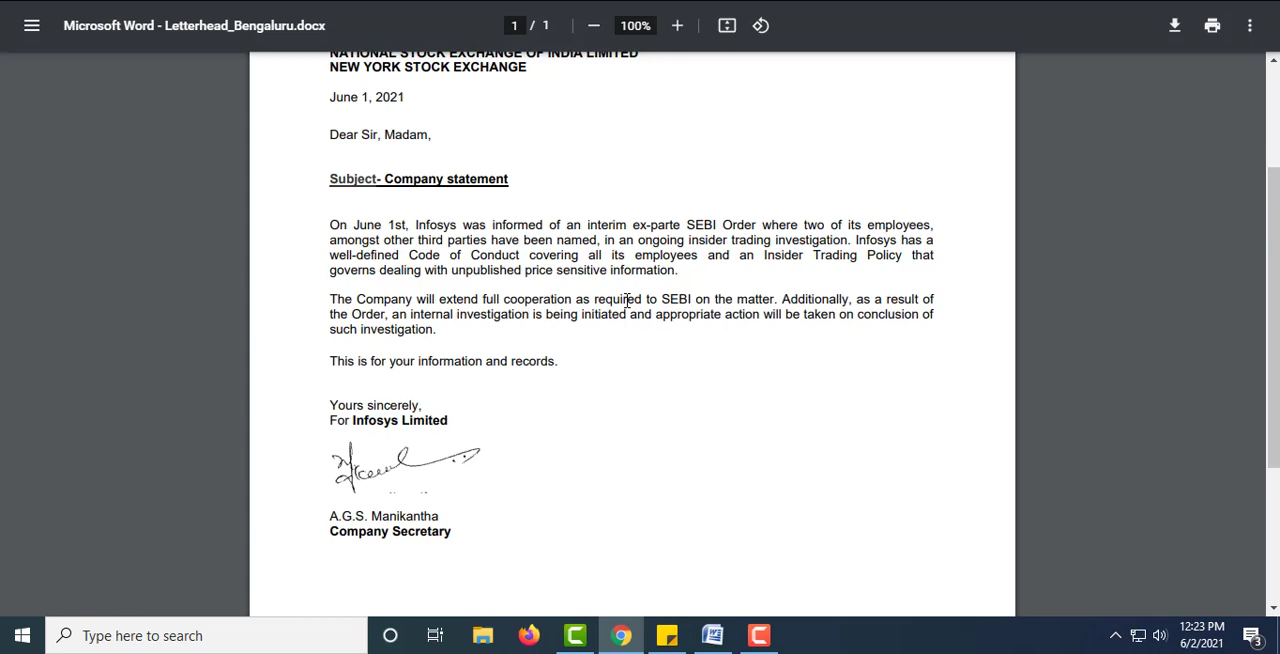 Microsoft Word - Letterhead_Bengaluru.docx
1 / 1
100%
NATIONAL STOCK EXCHANGE OF INDIA LIMITED
NEW YORK STOCK EXCHANGE
June 1, 2021
Dear Sir, Madam,
Subject- Company statement
On June 1st, Infosys was informed of an interim ex-parte SEBI Order where two of its employees,
amongst other third parties have been named, in an ongoing insider trading investigation. Infosys has a
well-defined Code of Conduct covering all its employees and an Insider Trading Policy that
governs dealing with unpublished price sensitive information.
The Company will extend full cooperation as required to SEBI on the matter. Additionally, as a result of
the Order, an internal investigation is being initiated and appropriate action will be taken on conclusion of
such investigation.
This is for your information and records.
Yours sincerely,
For Infosys Limited
A.G.S. Manikantha
Company Secretary
Type here to search
12:23 PM
6/2/2021
3